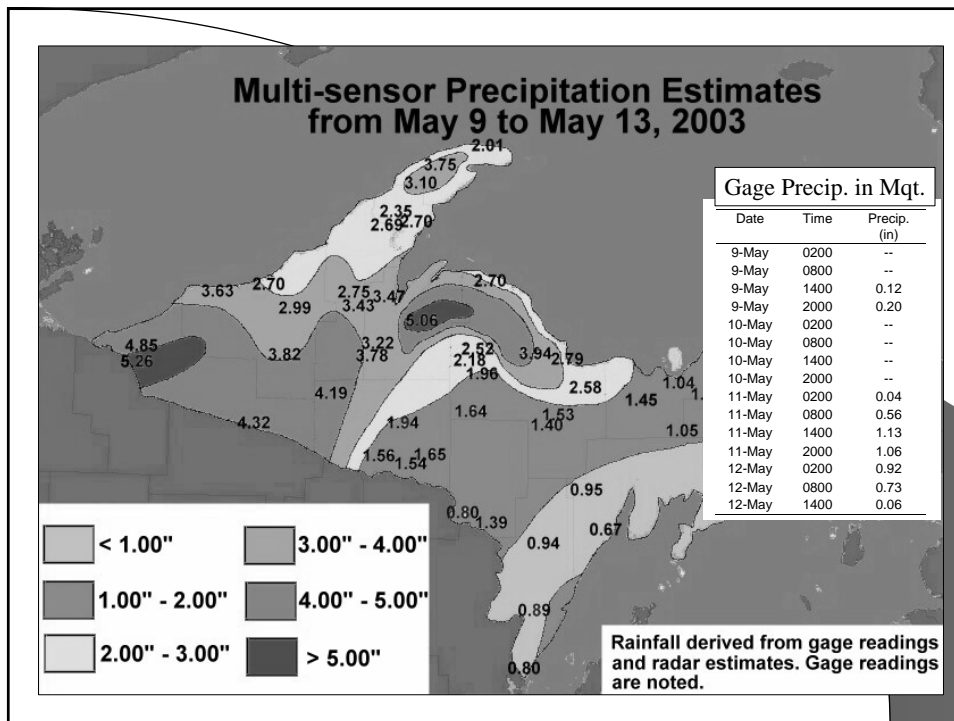 Multi-sensor Precipitation Estimates
from May 9 to May 13, 2003
2.01
3.75
3.10
2.35
2.69 2.70
2.70
3.63
2.70
2.75
3.47
2.99
3.43
5.06
4.85
5.26
3.82
3.22
3.78
2.52
2.18
1.96
3.94
2.79
2.58
4.19
4.32
1.94
1.64
1.53
1.40
1.45
1.04
1.05
1.56
1.54
1.65
0.80
1.39
0.95
0.94
0.67
0.89
0.80
Gage Precip. in Mqt.
Date Time Precip.
(in)
9-May 0200 --
9-May 0800 --
9-May 1400 0.12
9-May 2000 0.20
10-May 0200 --
10-May 0800 --
10-May 1400 --
10-May 2000 --
11-May 0200 0.04
11-May 0800 0.56
11-May 1400 1.13
11-May 2000 1.06
12-May 0200 0.92
12-May 0800 0.73
12-May 1400 0.06
< 1.00" 3.00" - 4.00"
1.00" - 2.00" 4.00" - 5.00"
2.00" - 3.00" > 5.00"
Rainfall derived from gage readings
and radar estimates. Gage readings
are noted.